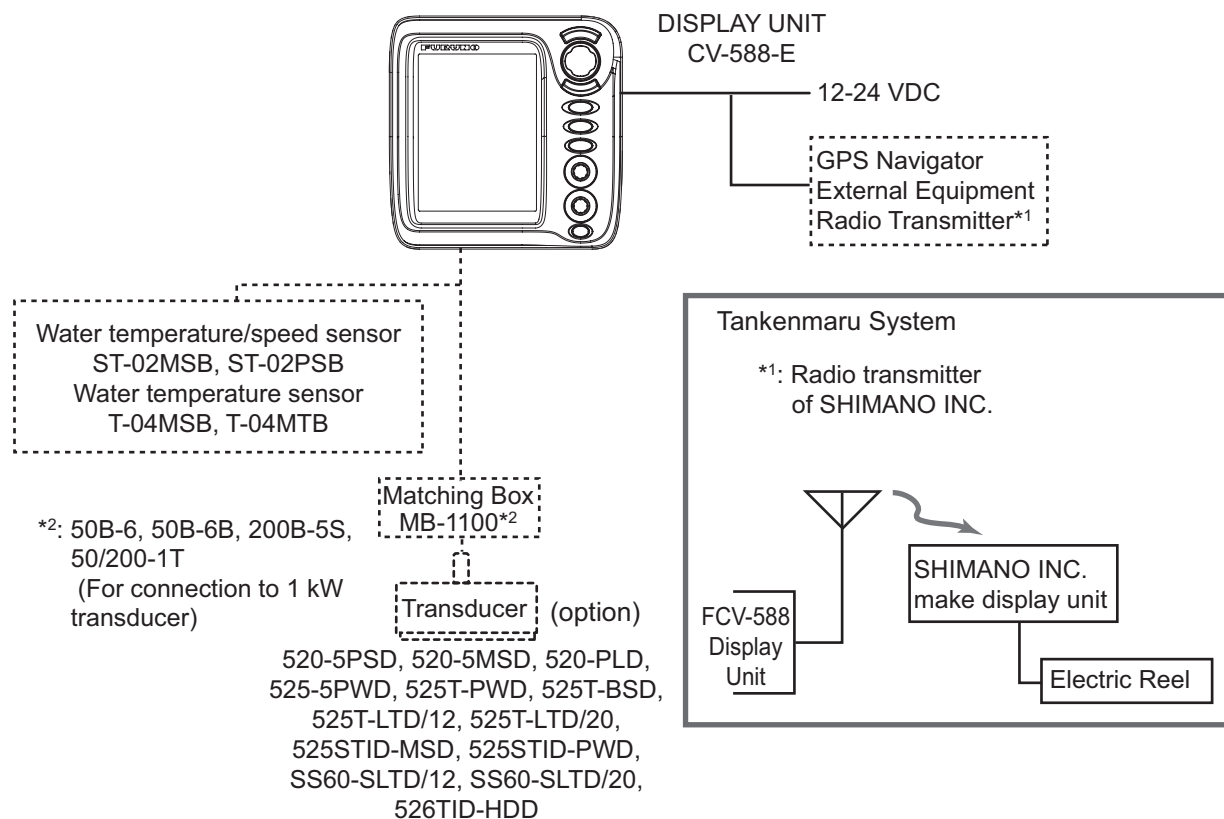 FURUNO
DISPLAY UNIT
CV-588-E
12-24 VDC
GPS Navigator
External Equipment
Radio Transmitter*1
Water temperature/speed sensor
ST-02MSB, ST-02PSB
Water temperature sensor
T-04MSB, T-04MTB
Matching Box
MB-1100*2
*2: 50B-6, 50B-6B, 200B-5S,
50/200-1T
(For connection to 1 kW
transducer)
Transducer
(option)
520-5PSD, 520-5MSD, 520-PLD,
525-5PWD, 525T-PWD, 525T-BSD,
525T-LTD/12, 525T-LTD/20,
525STID-MSD, 525STID-PWD,
SS60-SLTD/12, SS60-SLTD/20,
526TID-HDD
Tankenmaru System
*1: Radio transmitter
of SHIMANO INC.
FCV-588
Display
Unit
SHIMANO INC.
make display unit
Electric Reel